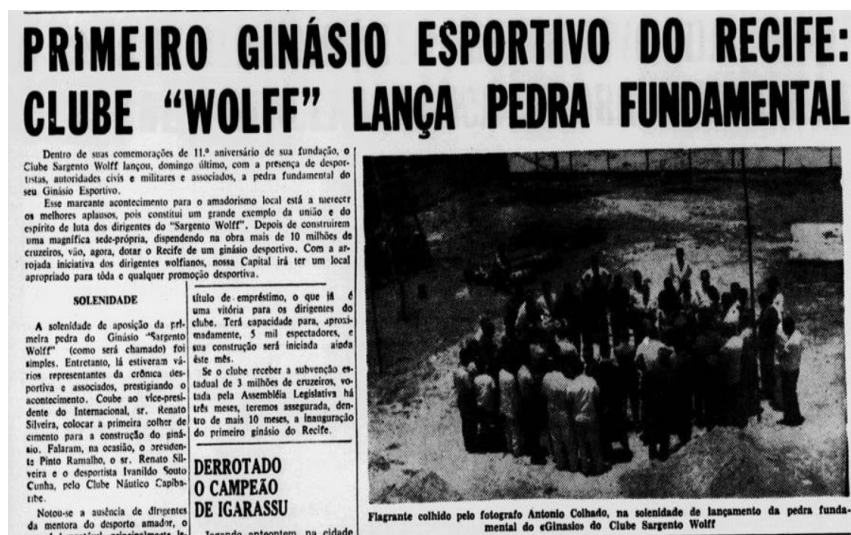 PRIMEIRO GINÁSIO ESPORTIVO DO RECIFE:
CLUBE “WOLFF” LANÇA PEDRA FUNDAMENTAL
Dentro de suas comemorações de 11.º aniversário de sua fundação, o
Clube Sargento Wolff lançou, domingo último, com a presença de despor-
tistas, autoridades civis e militares e associados, a pedra fundamental do
seu Ginásio Esportivo.
Esse marcante acontecimento para o amadorismo local está a merecer
os melhores aplausos, pois constitui um grande exemplo da união e do
espírito de luta dos dirigentes do “Sargento Wolff”. Depois de construirem
uma magnífica sede-própria, dispendendo na obra mais de 10 milhões de
cruzeiros, vão, agora, dotar o Recife de um ginásio desportivo. Com a ar-
rojada iniciativa dos dirigentes wolfianos, nossa Capital irá ter um local
apropriado para tôda e qualquer promoção desportiva.
SOLENIDADE
A solenidade de aposição da pri-
meira pedra do Ginásio “Sargento
Wolff” (como será chamado) foi
simples. Entretanto, lá estiveram vá-
rios representantes da crônica des-
portiva e associados, prestigiando o
acontecimento. Coube ao vice-presi-
dente do Internacional, sr. Renato
Silveira, colocar a primeira colher de
cimento para a construção do giná-
sio. Falaram, na ocasião, o presiden-
te Pinto Ramalho, o sr. Renato Sil-
veira e o desportista Ivanildo Souto
Cunha, pelo Clube Náutico Capiba-
ribe.
Notou-se a ausência de dirigentes
da mentora do desporto amador, o
título de empréstimo, o que já é
uma vitória para os dirigentes do
clube. Terá capacidade para, aproxi-
madamente, 5 mil espectadores, e
sua construção será iniciada ainda
êste mês.
Se o clube receber a subvenção es-
tadual de 3 milhões de cruzeiros, vo-
tada pela Assembléia Legislativa há
três meses, teremos assegurada, den-
tro de mais 10 meses, a inauguração
do primeiro ginásio do Recife.
DERROTADO
O CAMPEÃO
DE IGARASSU
Jogando anteontem, na cidade
Flagrante colhido pelo fotografo Antonio Colhado, na solenidade de lançamento da pedra funda-
mental do «Ginasio» do Clube Sargento Wolff